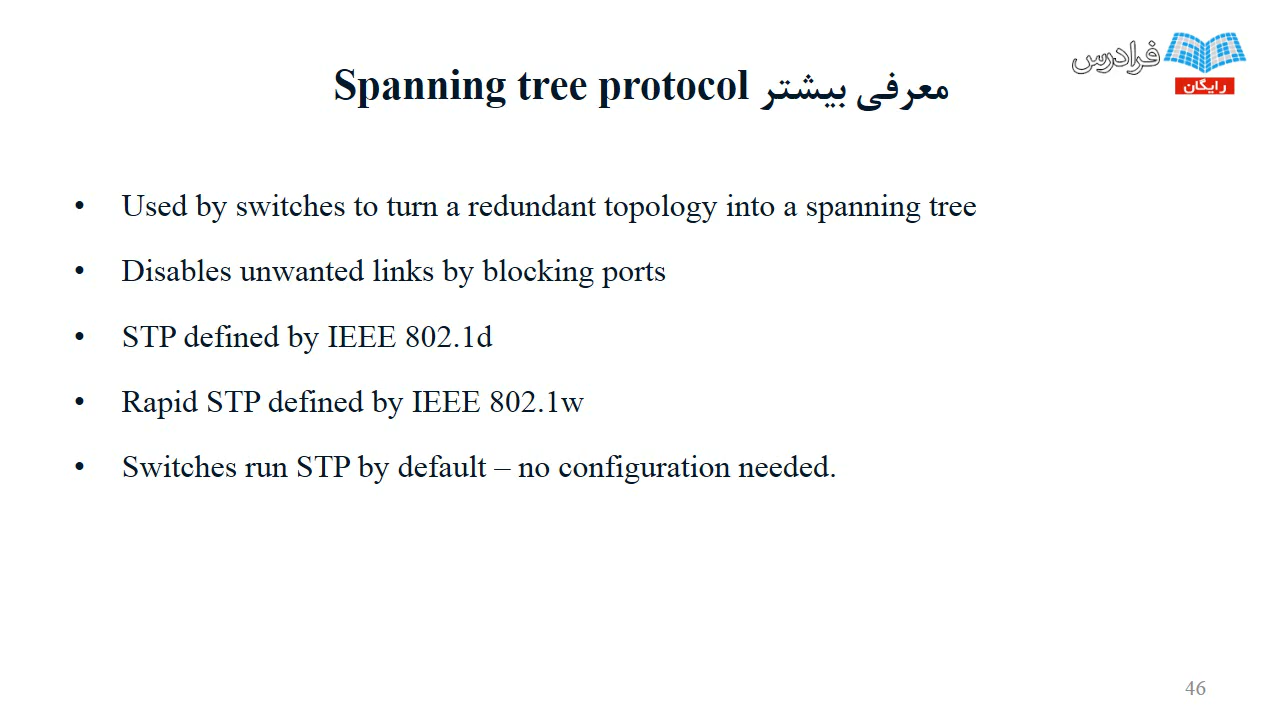 فرادرس
رایگان
معرفی بیشتر Spanning tree protocol
• Used by switches to turn a redundant topology into a spanning tree
• Disables unwanted links by blocking ports
• STP defined by IEEE 802.1d
• Rapid STP defined by IEEE 802.1w
• Switches run STP by default – no configuration needed.
46